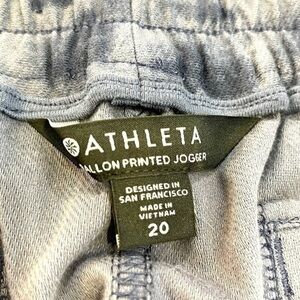 ATHLETA
ALLON PRINTED JOGGER
DESIGNED IN
SAN FRANCISCO
MADE IN
VIETNAM
20